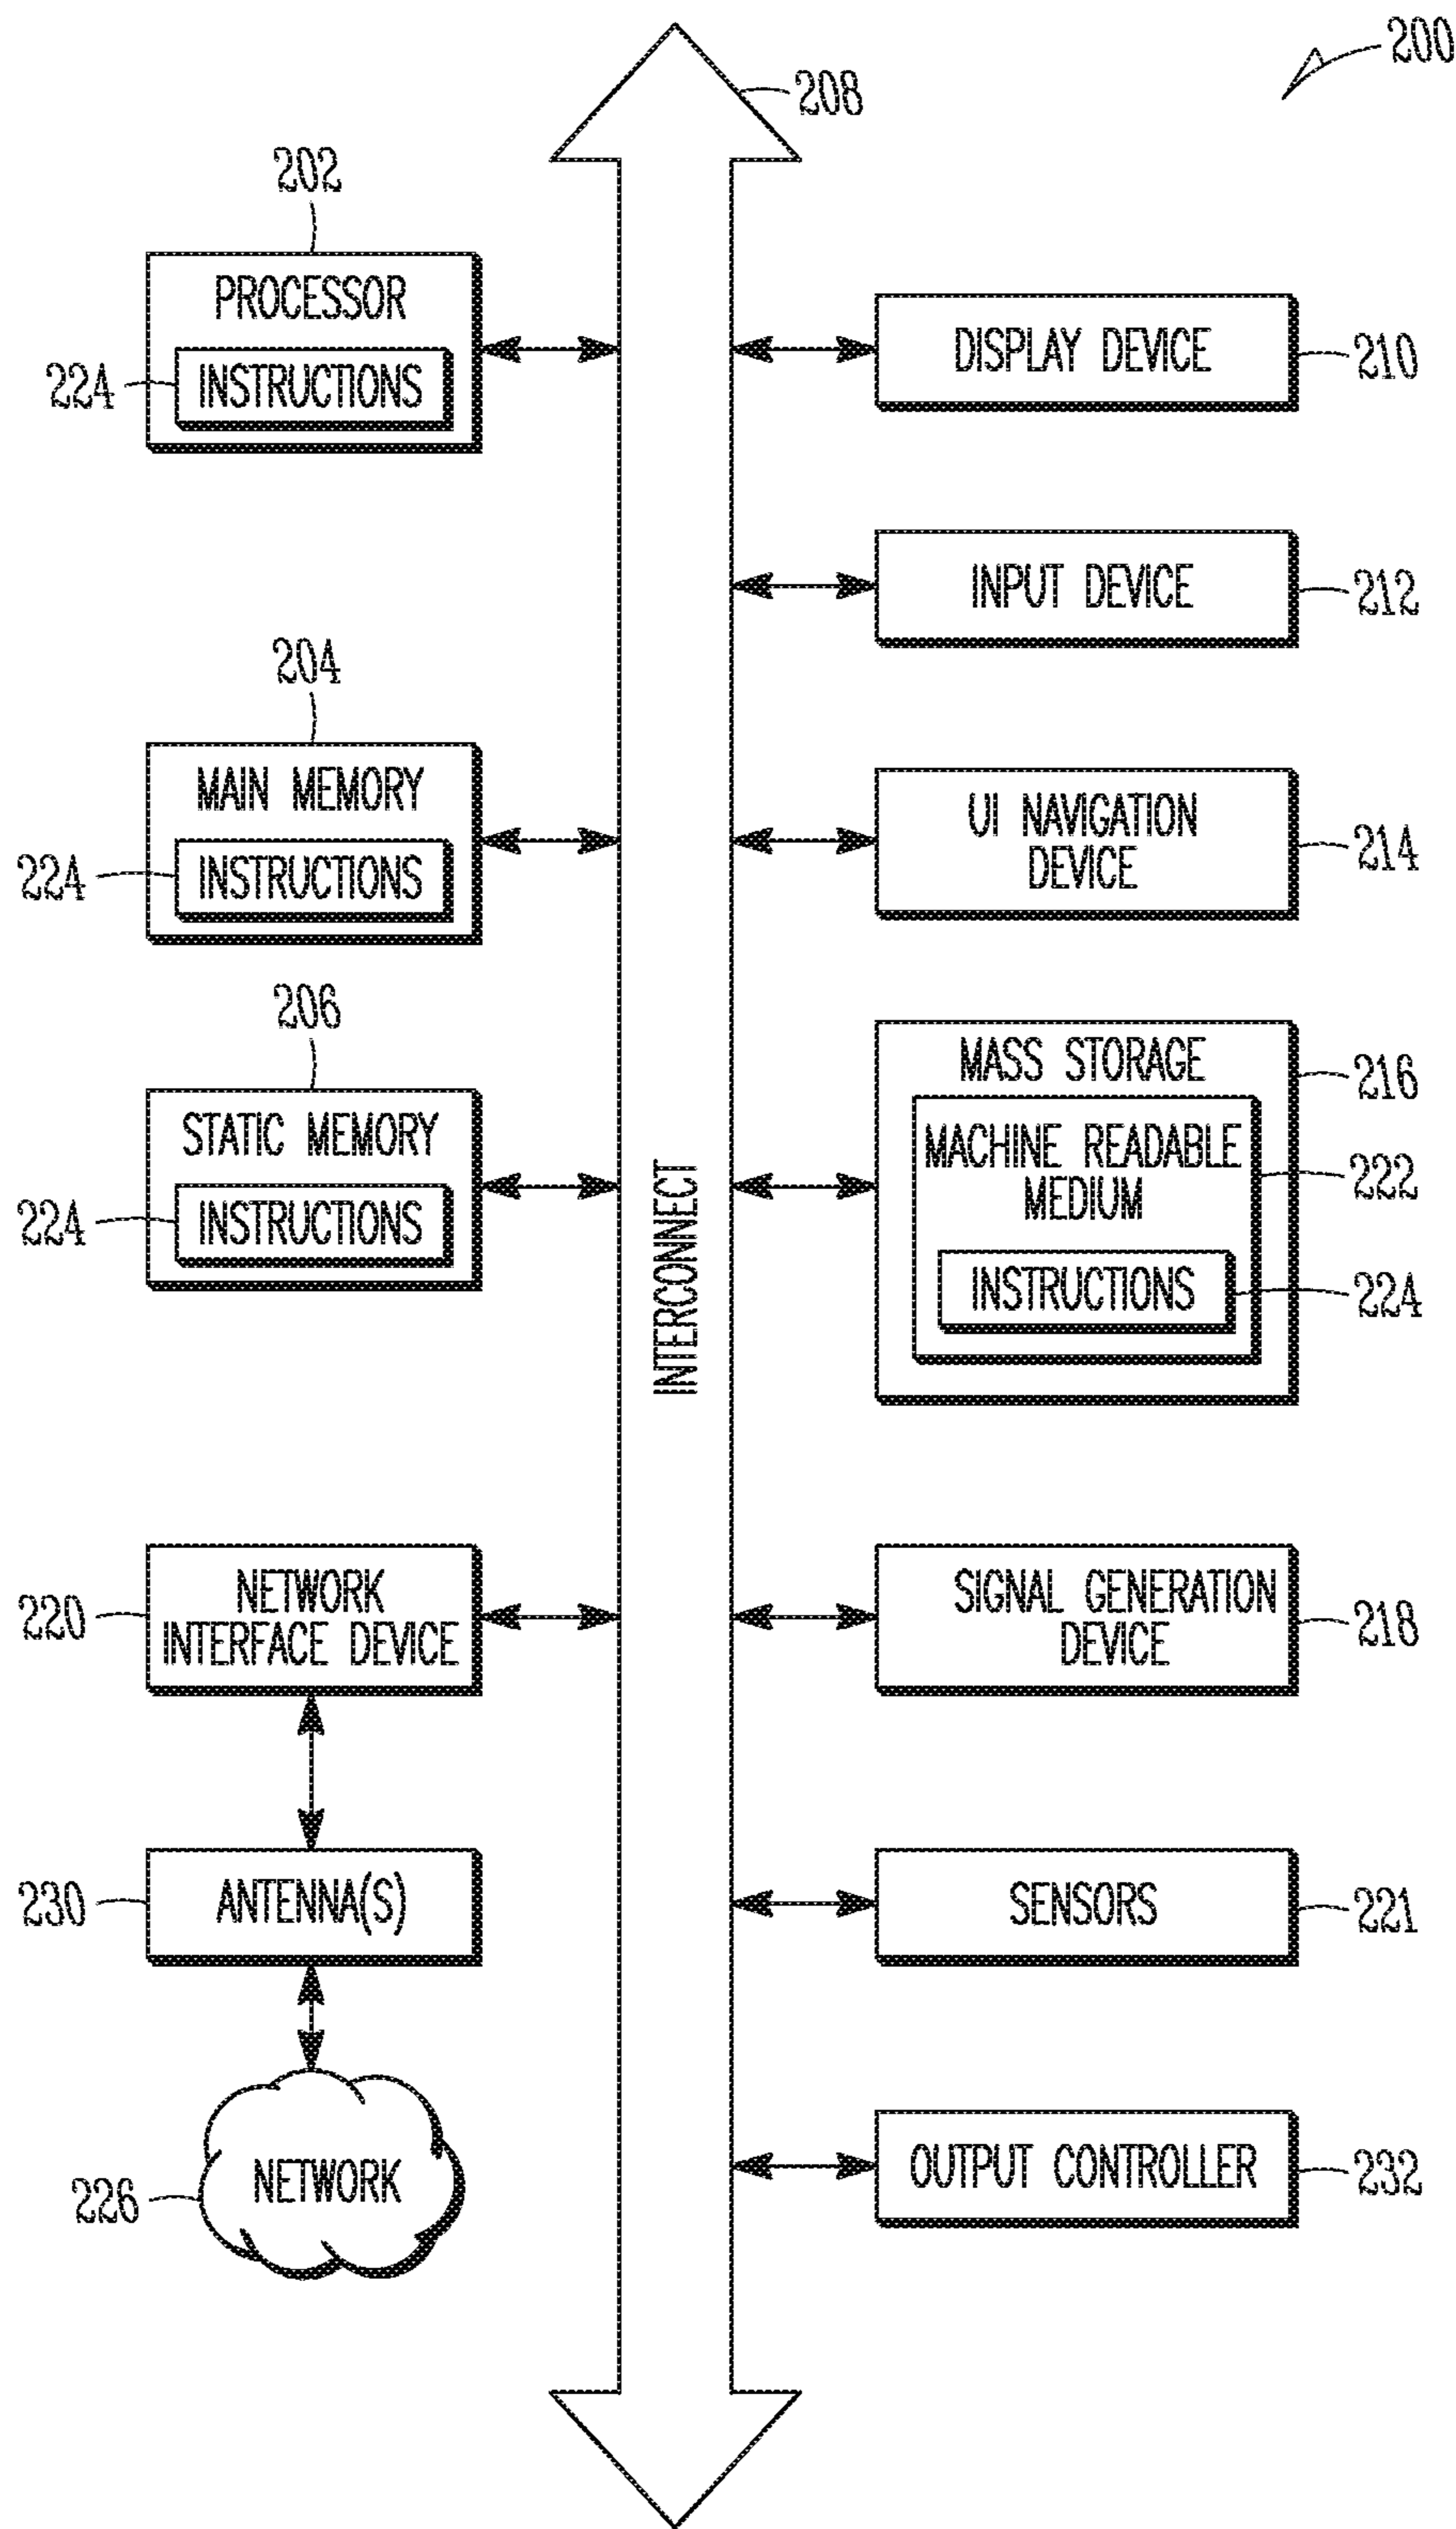 200
208
202
PROCESSOR
224
INSTRUCTIONS
DISPLAY DEVICE
210
INPUT DEVICE
212
204
MAIN MEMORY
224
INSTRUCTIONS
UI NAVIGATION
DEVICE
214
206
STATIC MEMORY
224
INSTRUCTIONS
INTERCONNECT
MASS STORAGE
216
MACHINE READABLE
MEDIUM
222
INSTRUCTIONS
224
220
NETWORK
INTERFACE DEVICE
SIGNAL GENERATION
DEVICE
218
230
ANTENNA(S)
SENSORS
221
226
NETWORK
OUTPUT CONTROLLER
232